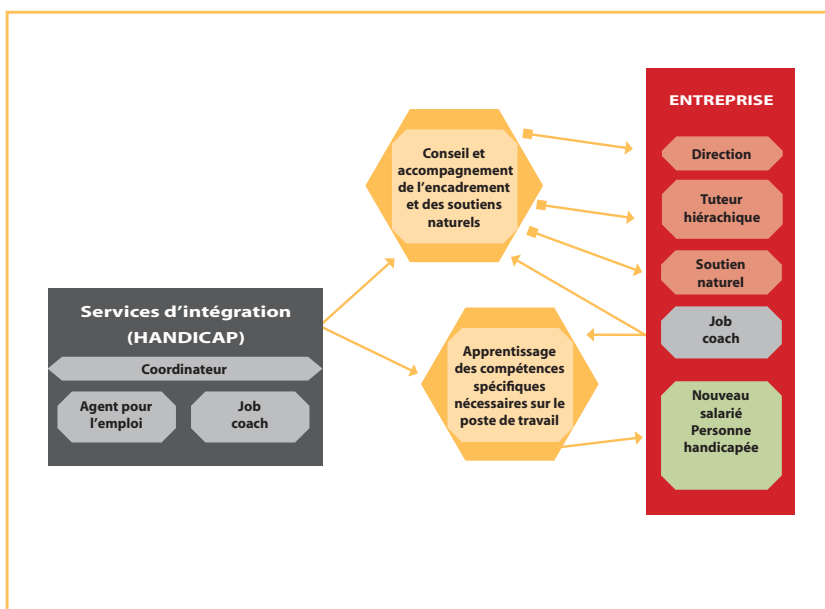 Services d'intégration
(HANDICAP)
Coordinateur
Agent pour
l'emploi
Job
coach
Conseil et
accompagnement
de l'encadrement
et des soutiens
naturels
Apprentissage
des compétences
spécifiques
nécessaires sur le
poste de travail
ENTREPRISE
Direction
Tuteur
hiérachique
Soutien
naturel
Job
coach
Nouveau
salarié
Personne
handicapée